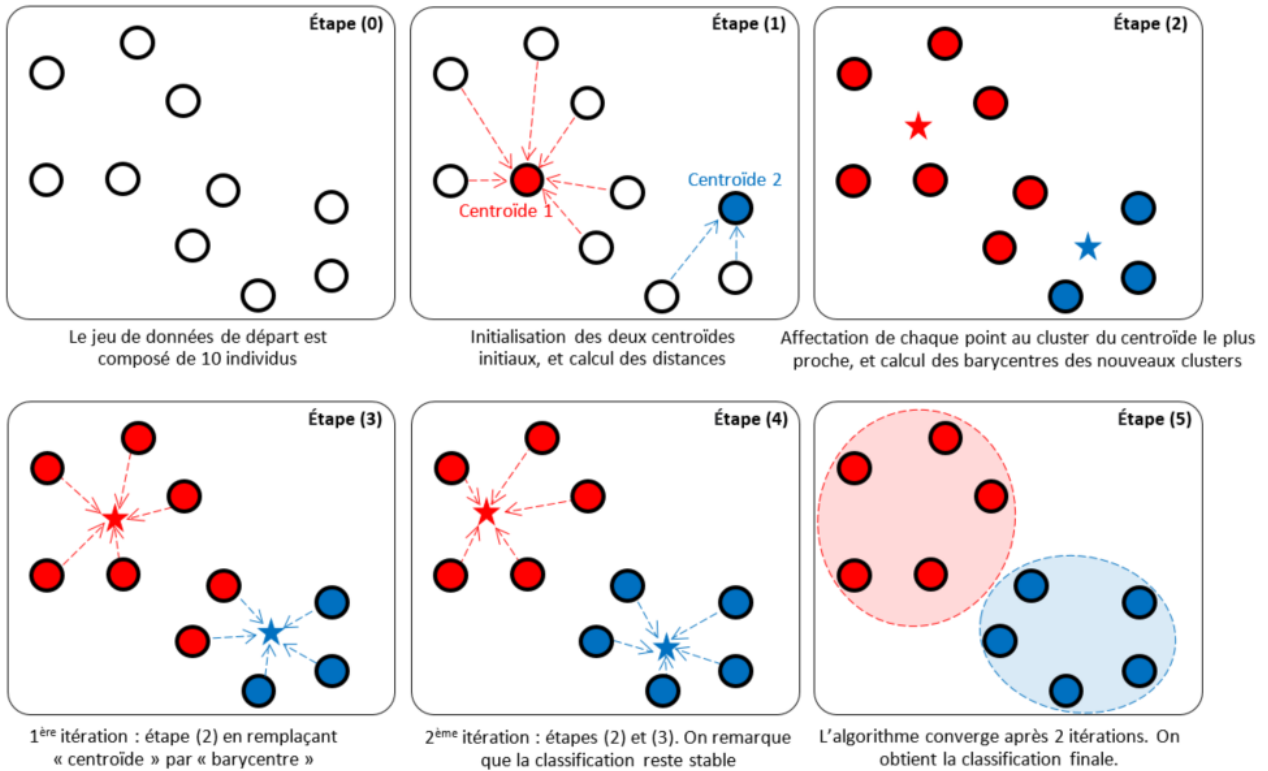 Étape (0)
Le jeu de données de départ est
composé de 10 individus
Étape (1)
Centroïde 1
Centroïde 2
Initialisation des deux centroïdes
initiaux, et calcul des distances
Étape (2)
Affectation de chaque point au cluster du centroïde le plus
proche, et calcul des barycentres des nouveaux clusters
Étape (3)
1ère itération : étape (2) en remplaçant
« centroïde » par « barycentre »
Étape (4)
2ème itération : étapes (2) et (3). On remarque
que la classification reste stable
Étape (5)
L'algorithme converge après 2 itérations. On
obtient la classification finale.